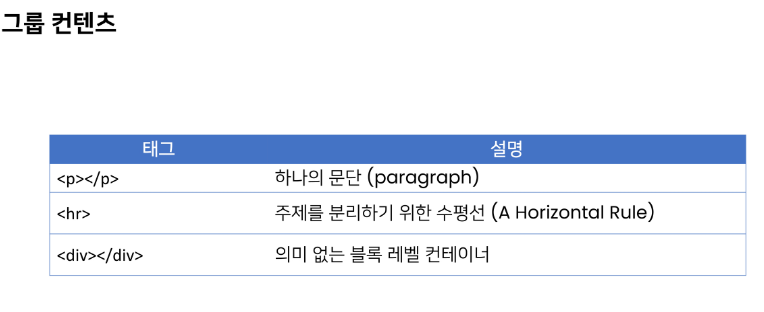 그룹 컨텐츠
태그 설명
<p></p> 하나의 문단 (paragraph)
<hr> 주제를 분리하기 위한 수평선 (A Horizontal Rule)
<div></div> 의미 없는 블록 레벨 컨테이너